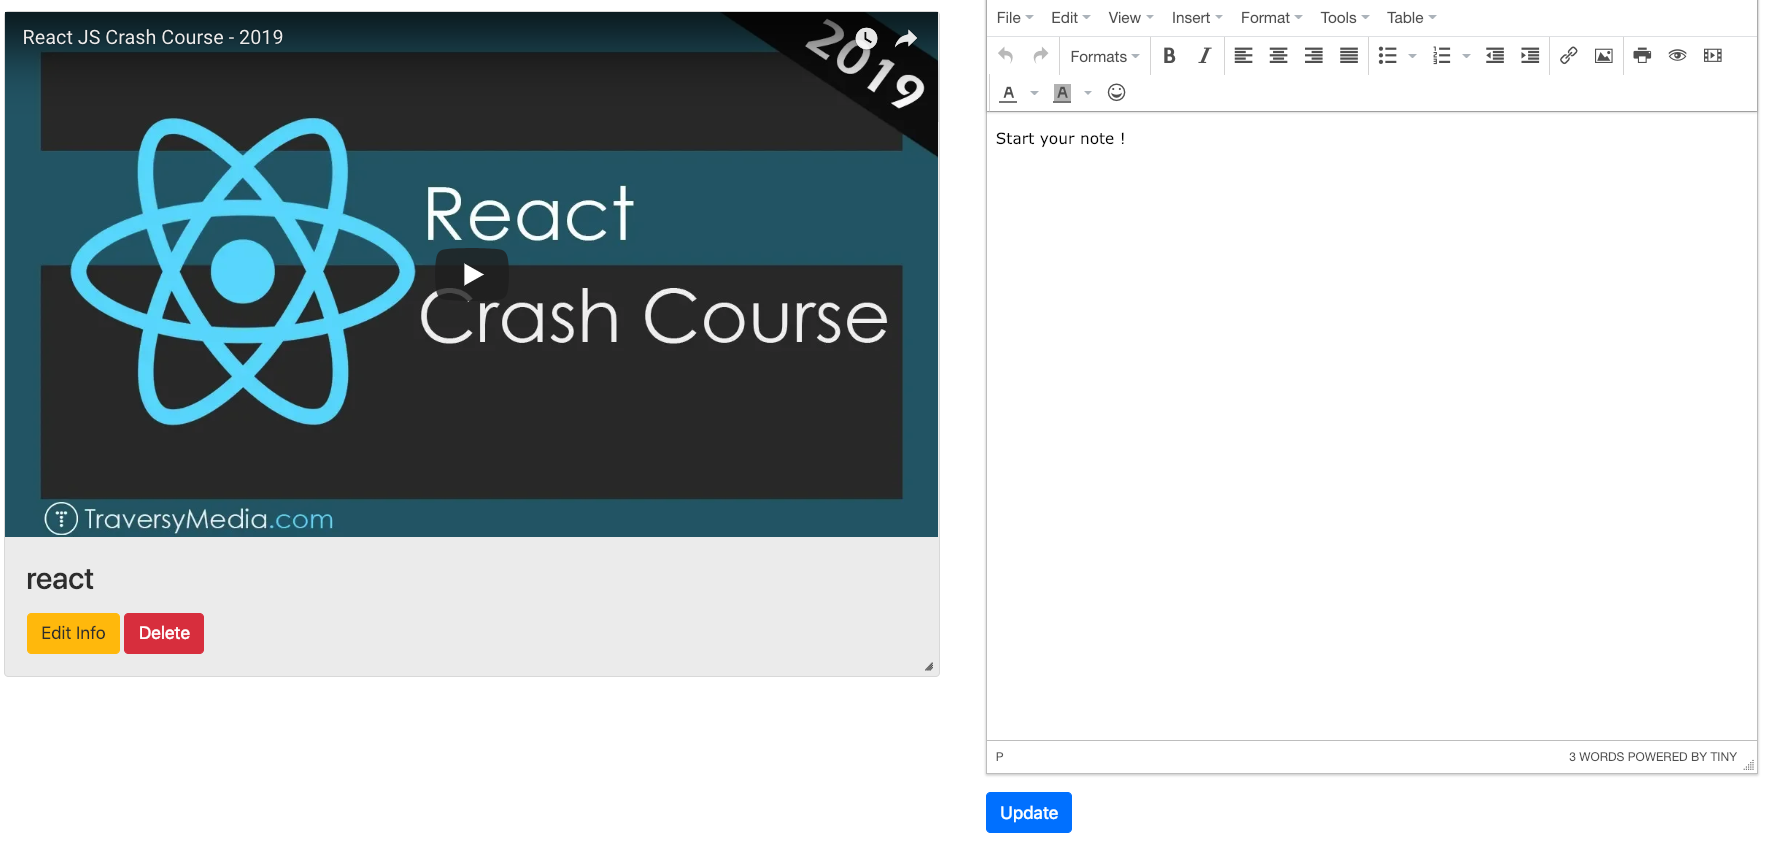 React JS Crash Course - 2019
2019
React
Crash Course
TraversyMedia.com
react
Edit Info Delete
File Edit View Insert Format Tools Table
Formats B I
A A
Start your note !
P 3 WORDS POWERED BY TINY
Update